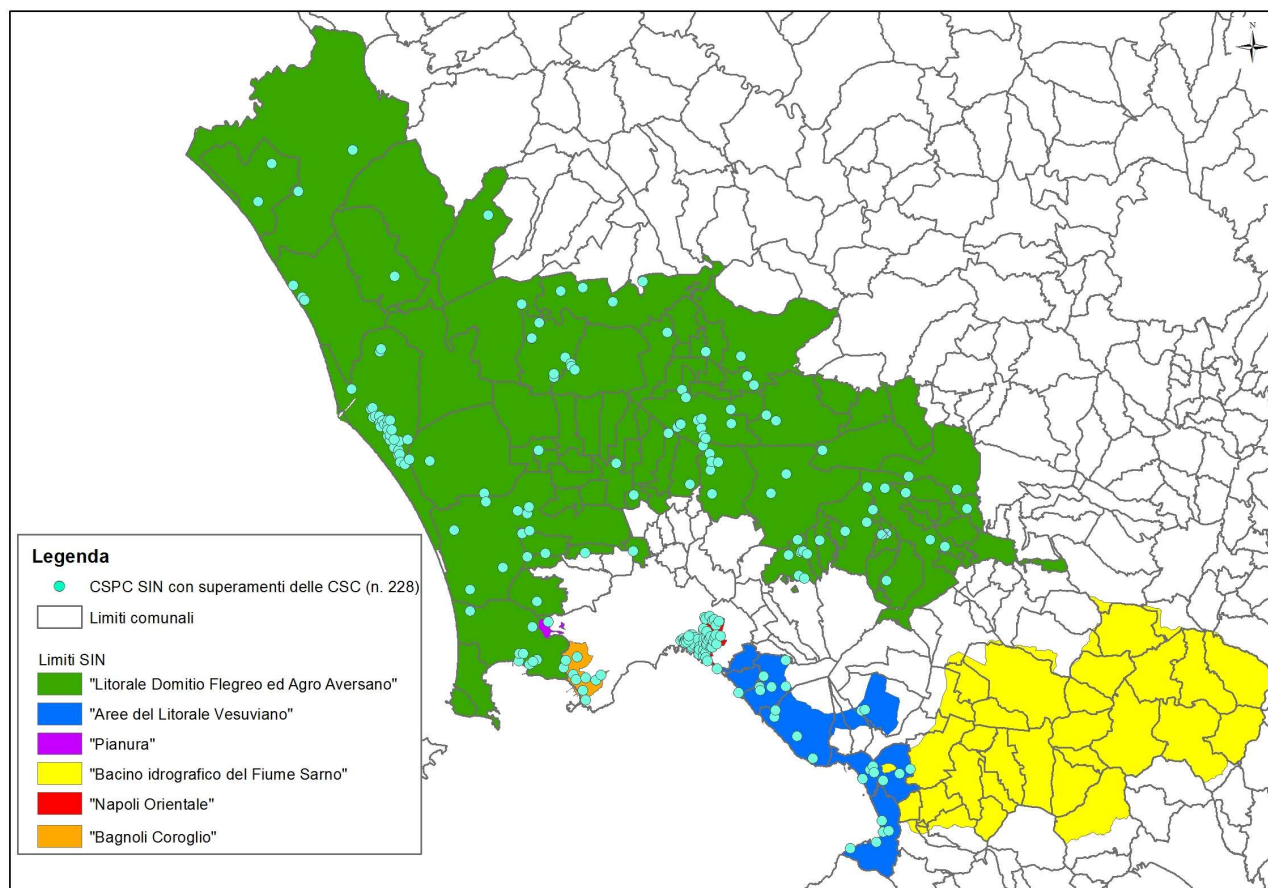 N
Legenda
CSPC SIN con superamenti delle CSC (n. 228)
Limiti comunali
Limiti SIN
"Litorale Domitio Flegreo ed Agro Aversano"
"Aree del Litorale Vesuviano"
"Pianura"
"Bacino idrografico del Fiume Sarno"
"Napoli Orientale"
"Bagnoli Coroglio"